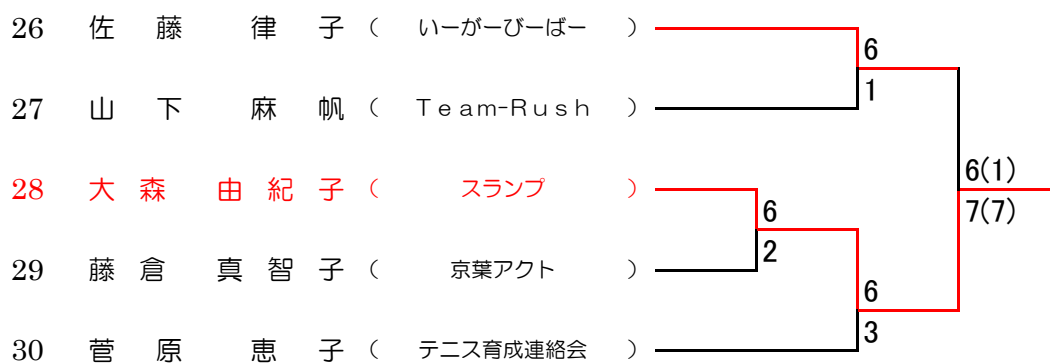 26 佐藤 律子（ いーがーびーばー ）
6
1
27 山下 麻帆（ Ｔｅａｍ-Ｒｕｓｈ ）
6(1)
7(7)
28 大森 由紀子（ スランプ ）
6
2
29 藤倉 真智子（ 京葉アクト ）
6
3
30 菅原 恵子（ テニス育成連絡会 ）